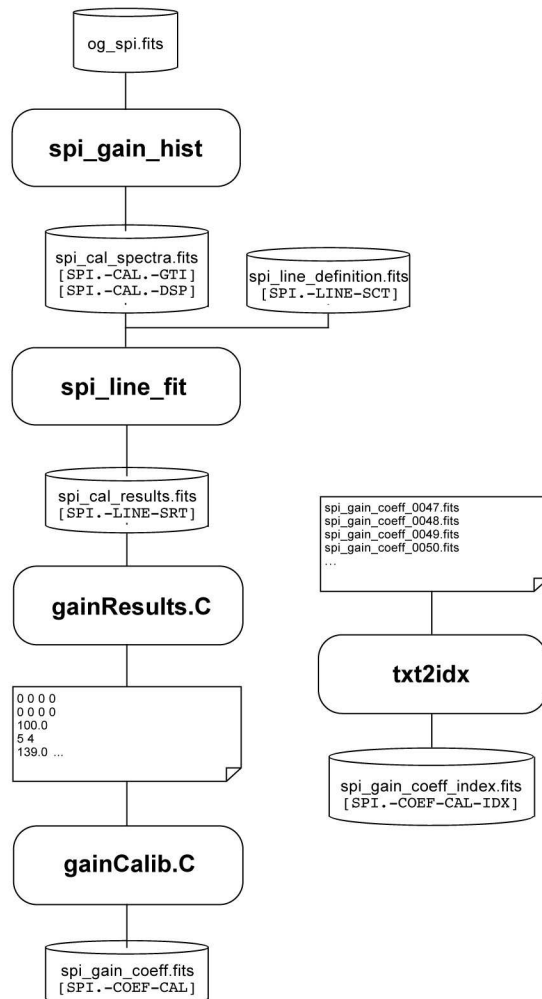 og_spi.fits
spi_gain_hist
spi_cal_spectra.fits
[SPI.-CAL.-GTI]
[SPI.-CAL.-DSP]
.
spi_line_definition.fits
[SPI.-LINE-SCT]
.
spi_line_fit
spi_cal_results.fits
[SPI.-LINE-SRT]
.
gainResults.C
0 0 0 0
0 0 0 0
100.0
5 4
139.0 ...
gainCalib.C
spi_gain_coeff.fits
[SPI.-COEF-CAL]
spi_gain_coeff_0047.fits
spi_gain_coeff_0048.fits
spi_gain_coeff_0049.fits
spi_gain_coeff_0050.fits
...
txt2idx
spi_gain_coeff_index.fits
[SPI.-COEF-CAL-IDX]